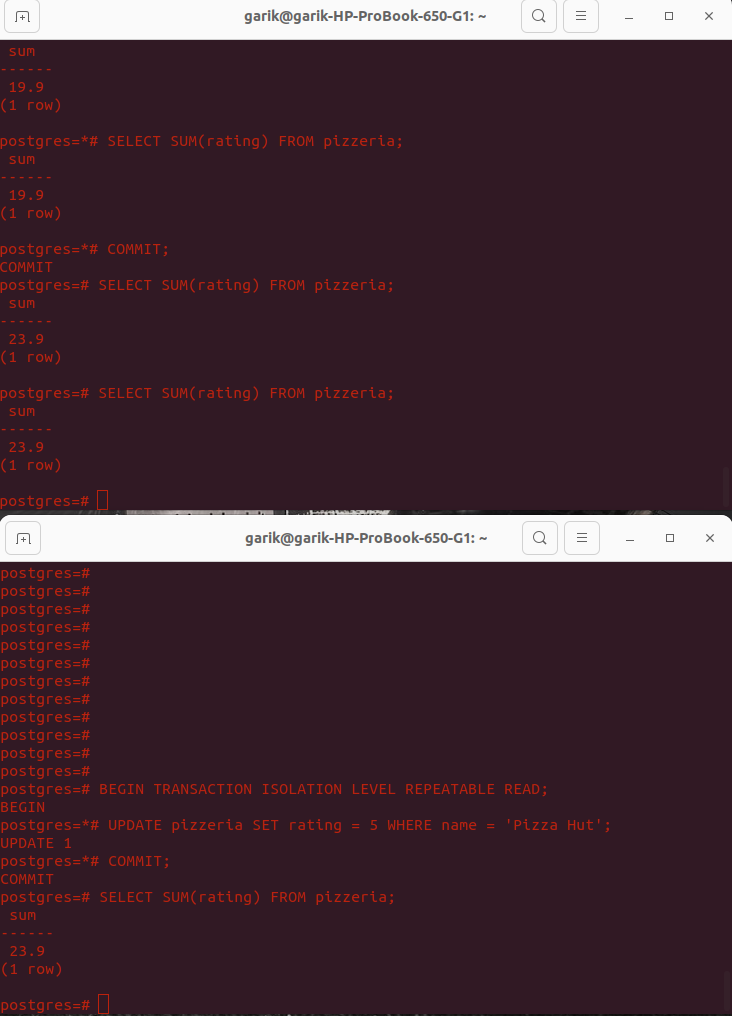 garik@garik-HP-ProBook-650-G1: ~
sum
------
19.9
(1 row)
postgres=*# SELECT SUM(rating) FROM pizzeria;
sum
------
19.9
(1 row)
postgres=*# COMMIT;
COMMIT
postgres=# SELECT SUM(rating) FROM pizzeria;
sum
------
23.9
(1 row)
postgres=# SELECT SUM(rating) FROM pizzeria;
sum
------
23.9
(1 row)
postgres=#
garik@garik-HP-ProBook-650-G1: ~
postgres=#
postgres=#
postgres=#
postgres=#
postgres=#
postgres=#
postgres=#
postgres=#
postgres=#
postgres=#
postgres=#
postgres=#
postgres=# BEGIN TRANSACTION ISOLATION LEVEL REPEATABLE READ;
BEGIN
postgres=*# UPDATE pizzeria SET rating = 5 WHERE name = 'Pizza Hut';
UPDATE 1
postgres=*# COMMIT;
COMMIT
postgres=# SELECT SUM(rating) FROM pizzeria;
sum
------
23.9
(1 row)
postgres=#